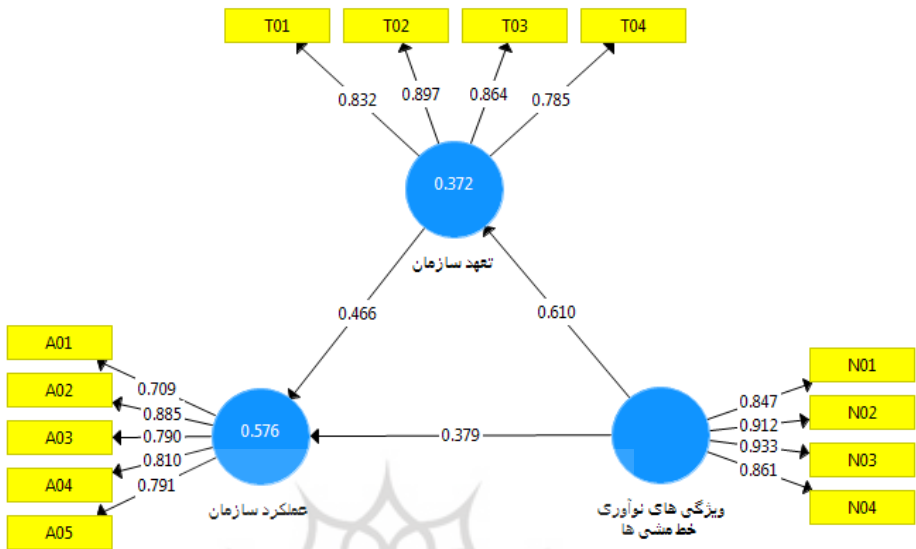 T01 T02 T03 T04
0.832 0.897 0.864 0.785
0.372
تعهد سازمان
0.466 0.610
A01
A02
A03
A04
A05
0.709
0.885
0.790
0.810
0.791
0.576
عملکرد سازمان
0.379
ویژگی های نوآوری
خط مشی ها
0.847
0.912
0.933
0.861
N01
N02
N03
N04